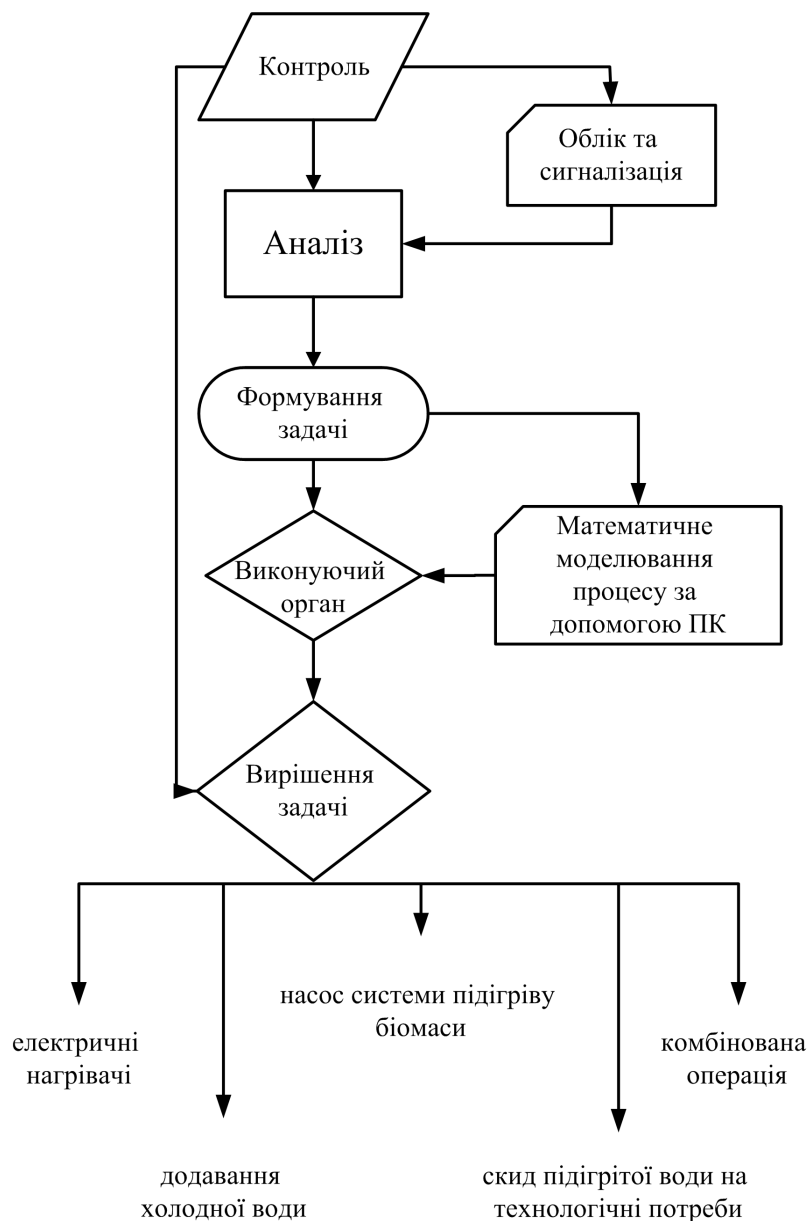 Контроль
Облік та
сигналізація
Аналіз
Формування
задачі
Математичне
моделювання
процесу за
допомогою ПК
Виконуючий
орган
Вирішення
задачі
насос системи підігріву
біомаси
електричні
нагрівачі
комбінована
операція
додавання
холодної води
скид підігрітої води на
технологічні потреби